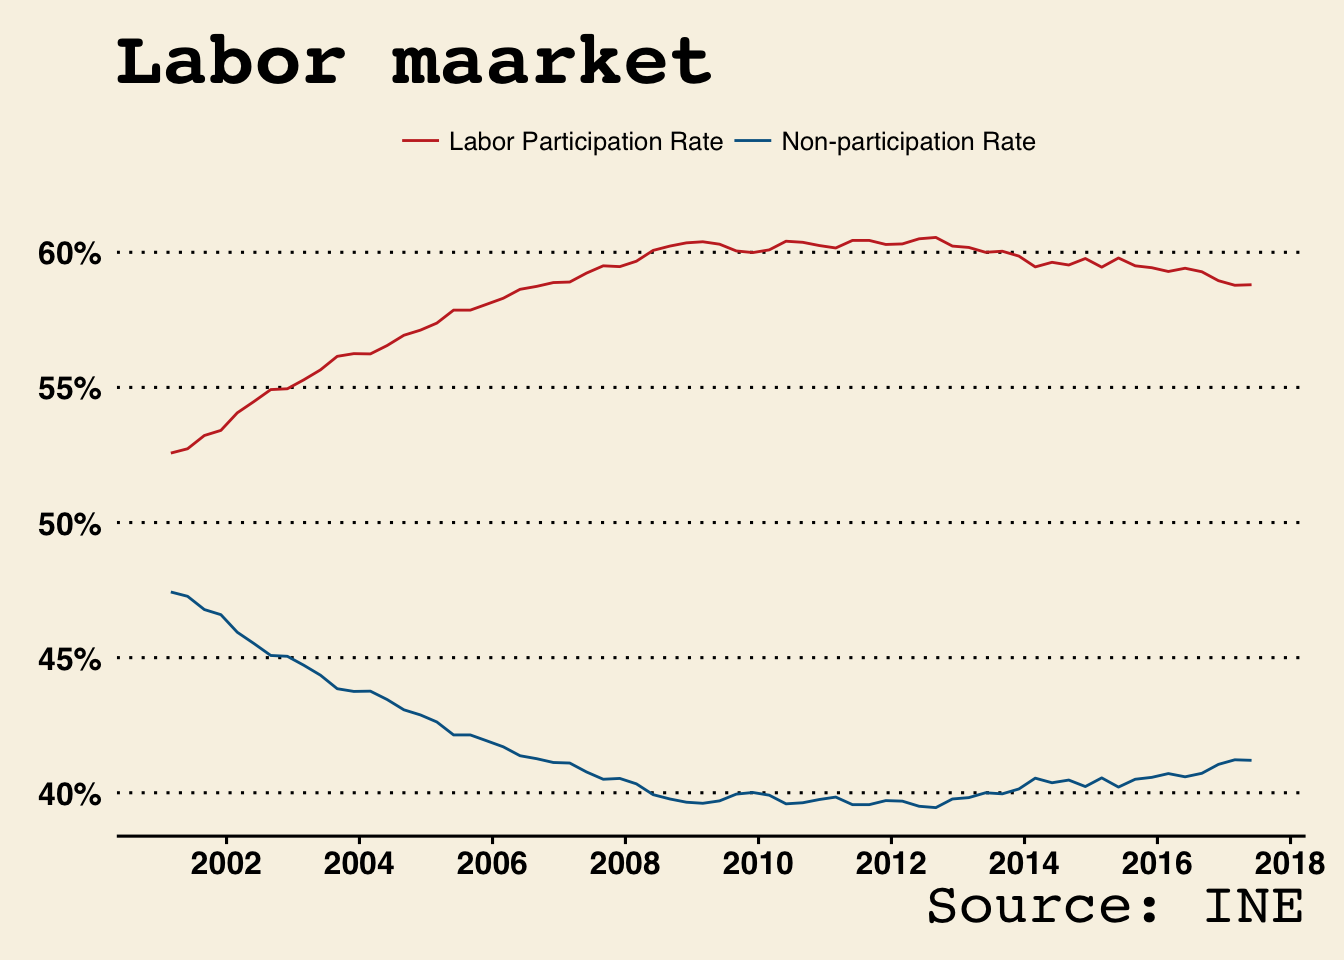 Labor maarket
Labor Participation Rate Non-participation Rate
60%
55%
50%
45%
40%
2002 2004 2006 2008 2010 2012 2014 2016 2018
Source: INE